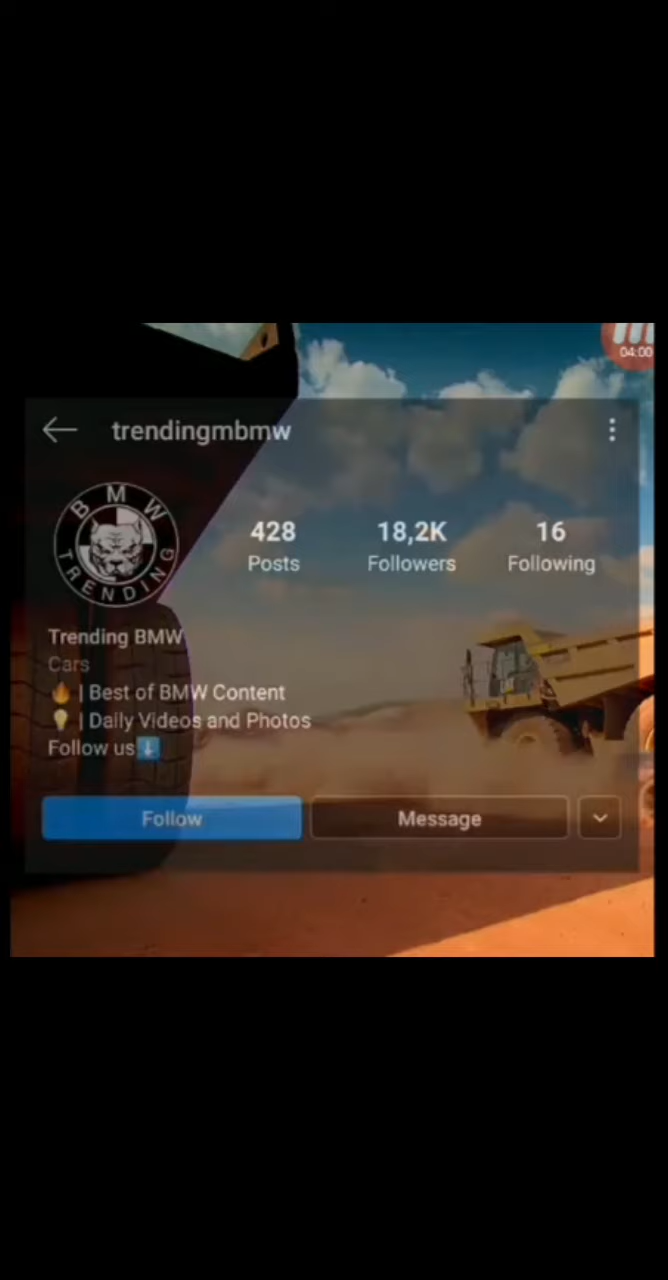 04:00
trendingmbmw
BMW
TRENDING
428 18,2K 16
Posts Followers Following
Trending BMW
Cars
🔥 | Best of BMW Content
💡 | Daily Videos and Photos
Follow us⬇️
Follow Message